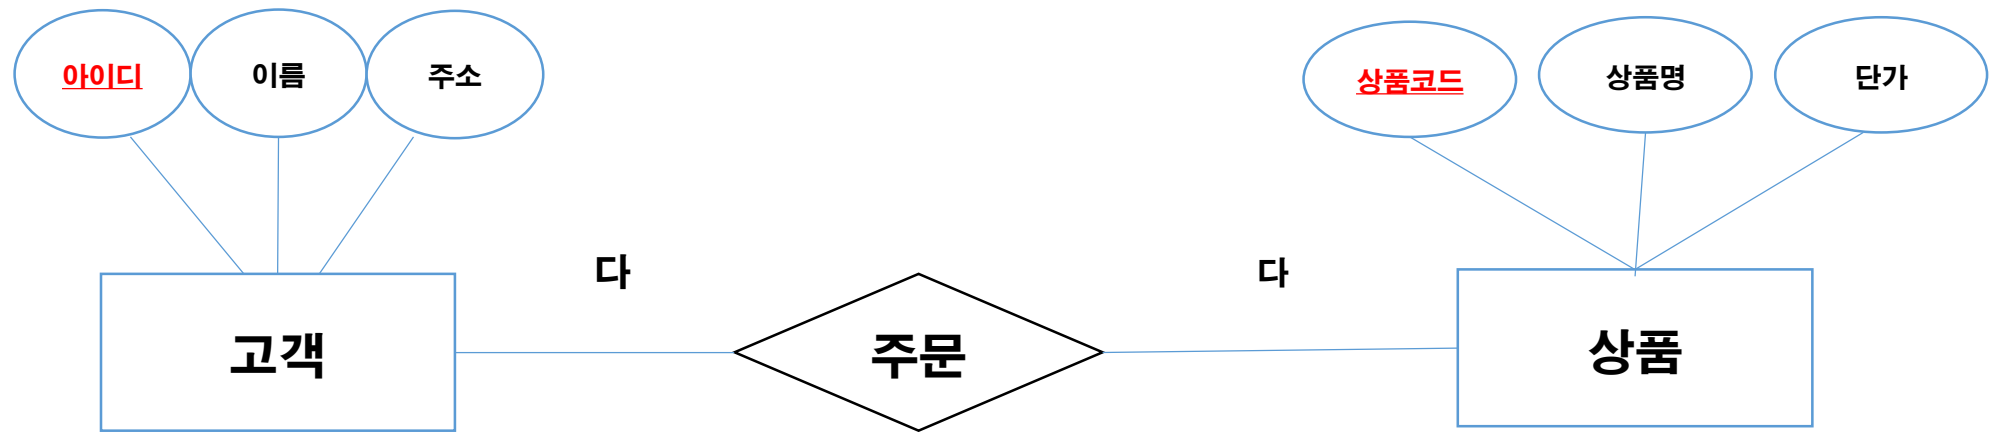 아이디
이름
주소
상품코드
상품명
단가
다
다
고객
주문
상품